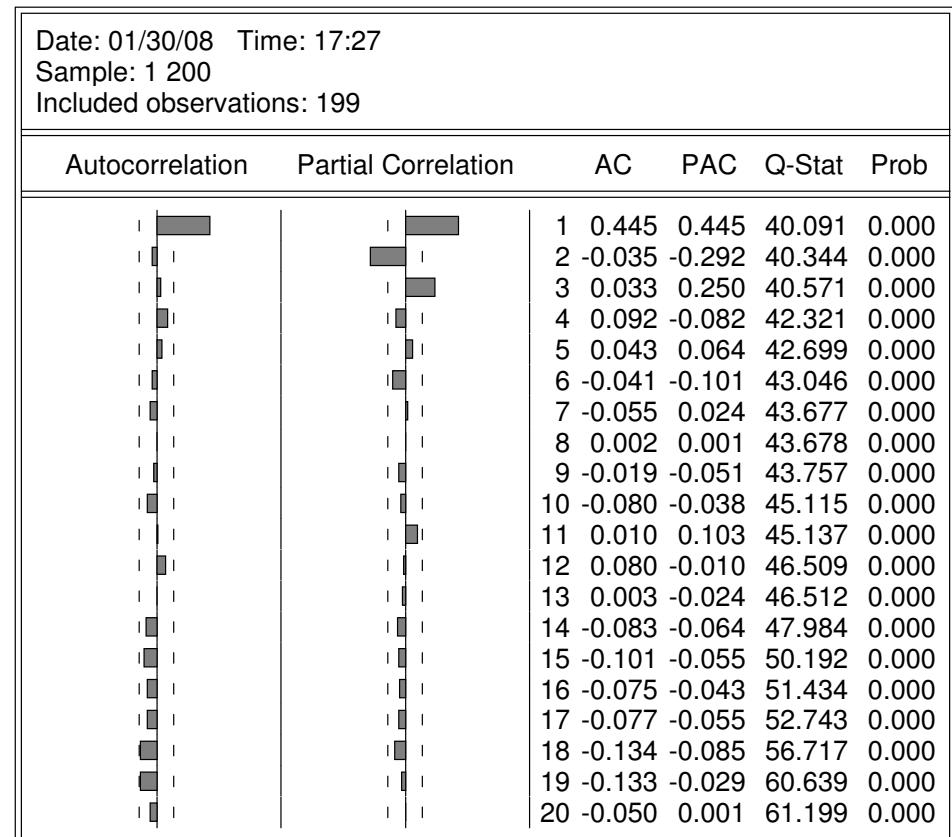 Date: 01/30/08 Time: 17:27
Sample: 1 200
Included observations: 199
Autocorrelation Partial Correlation AC PAC Q-Stat Prob
1 0.445 0.445 40.091 0.000
2 -0.035 -0.292 40.344 0.000
3 0.033 0.250 40.571 0.000
4 0.092 -0.082 42.321 0.000
5 0.043 0.064 42.699 0.000
6 -0.041 -0.101 43.046 0.000
7 -0.055 0.024 43.677 0.000
8 0.002 0.001 43.678 0.000
9 -0.019 -0.051 43.757 0.000
10 -0.080 -0.038 45.115 0.000
11 0.010 0.103 45.137 0.000
12 0.080 -0.010 46.509 0.000
13 0.003 -0.024 46.512 0.000
14 -0.083 -0.064 47.984 0.000
15 -0.101 -0.055 50.192 0.000
16 -0.075 -0.043 51.434 0.000
17 -0.077 -0.055 52.743 0.000
18 -0.134 -0.085 56.717 0.000
19 -0.133 -0.029 60.639 0.000
20 -0.050 0.001 61.199 0.000